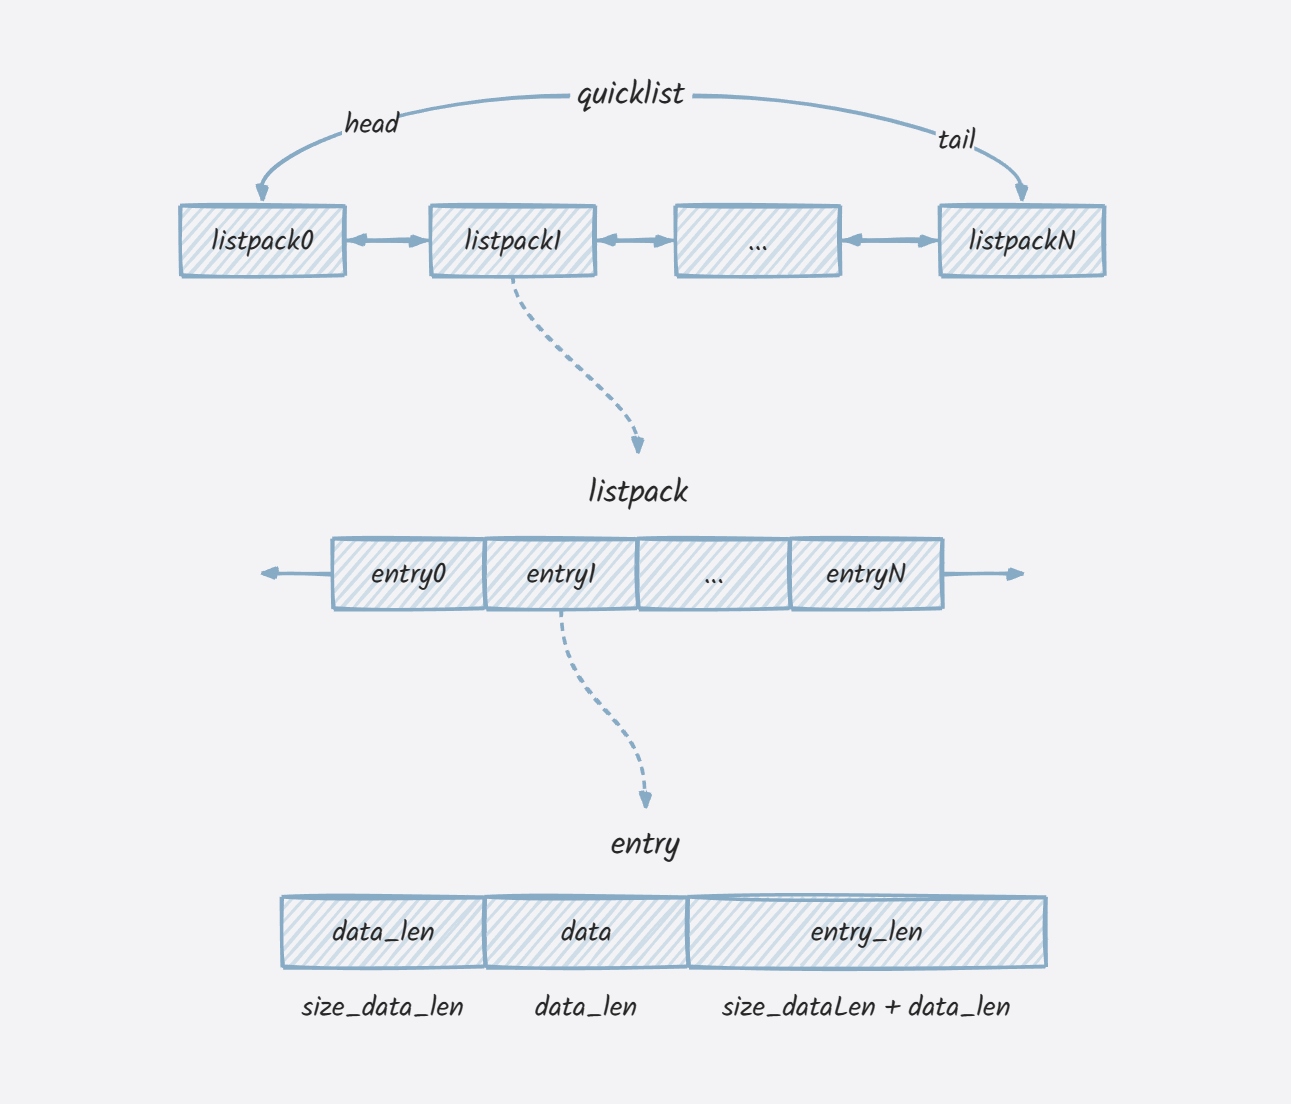 quicklist
head
tail
listpack0 listpack1 ... listpackN
listpack
entry0 entry1 ... entryN
entry
data_len data entry_len
size_data_len data_len size_dataLen + data_len